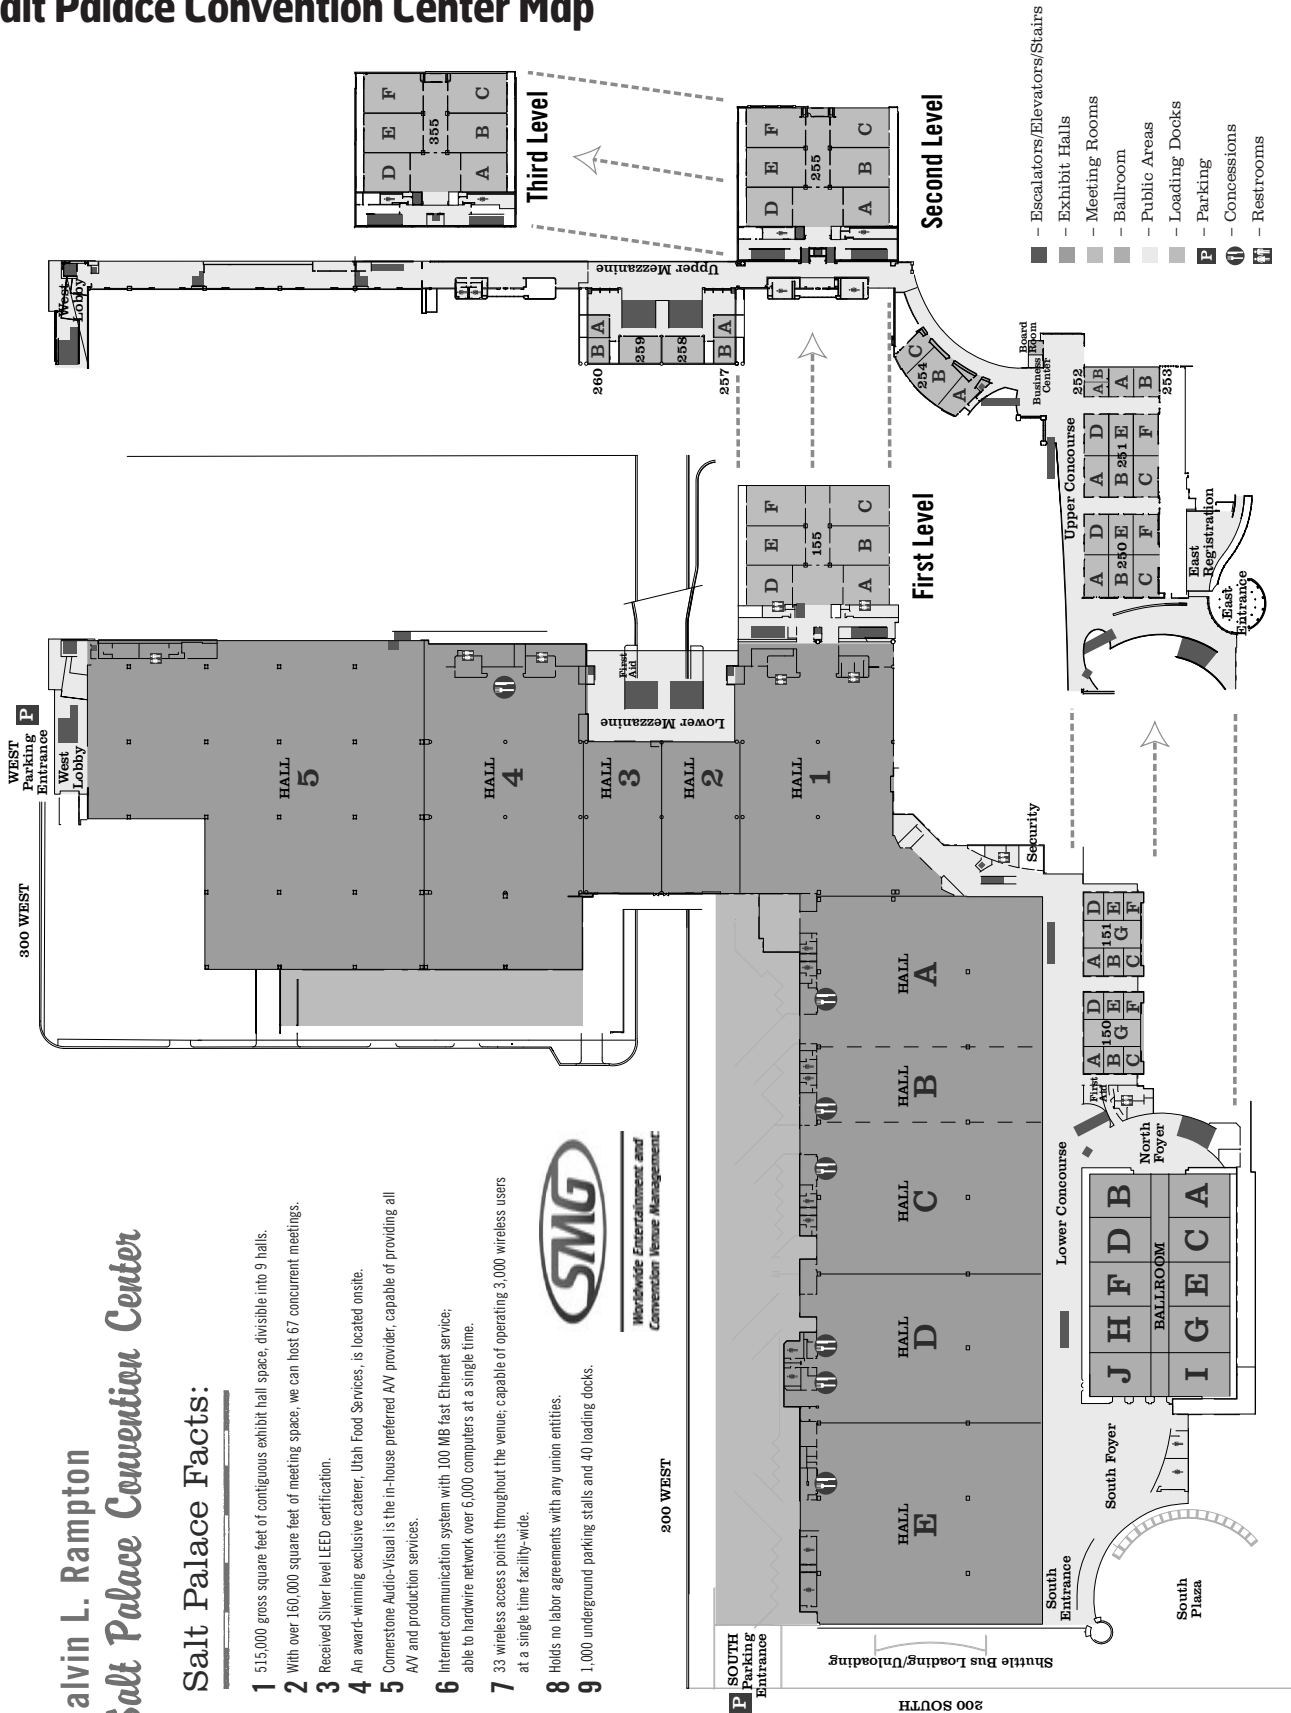 alt Palace Convention Center Map
alvin L. Rampton
Salt Palace Convention Center
Salt Palace Facts:
1 515,000 gross square feet of contiguous exhibit hall space, divisible into 9 halls.
2 With over 160,000 square feet of meeting space, we can host 67 concurrent meetings.
3 Received Silver level LEED certification.
4 An award-winning exclusive caterer, Utah Food Services, is located onsite.
5 Cornerstone Audio-Visual is the in-house preferred A/V provider, capable of providing all
A/V and production services.
6 Internet communication system with 100 MB fast Ethernet service;
able to hardwire network over 6,000 computers at a single time.
7 33 wireless access points throughout the venue; capable of operating 3,000 wireless users
at a single time facility-wide.
8 Holds no labor agreements with any union entities.
9 1,000 underground parking stalls and 40 loading docks.
SMG
Worldwide Entertainment and
Convention Venue Management
– Escalators/Elevators/Stairs
– Exhibit Halls
– Meeting Rooms
– Ballroom
– Public Areas
– Loading Docks
P – Parking
– Concessions
– Restrooms
Third Level
D E F
355
A B C
Second Level
D E F
255
A B C
West
Lobby
Upper Mezzanine
260
B A
259
258
B A
257
254
A B C
Board
Room
Business
Center
252
A B
A B
253
Upper Concourse
A D
B 251 E
C F
A D
B 250 E
C F
East
Registration
East
Entrance
First Level
D E F
155
A B C
WEST
Parking
Entrance
P
West
Lobby
300 WEST
HALL
5
HALL
4
HALL
3
HALL
2
HALL
1
First
Aid
Lower Mezzanine
Security
HALL
A
HALL
B
HALL
C
HALL
D
HALL
E
A D
B 151 E
G
C F
A D
B 150 E
G
C F
First
Aid
North
Foyer
Lower Concourse
J H F D B
BALLROOM
I G E C A
South Foyer
South
Entrance
South
Plaza
200 WEST
P SOUTH
Parking
Entrance
Shuttle Bus Loading/Unloading
200 SOUTH